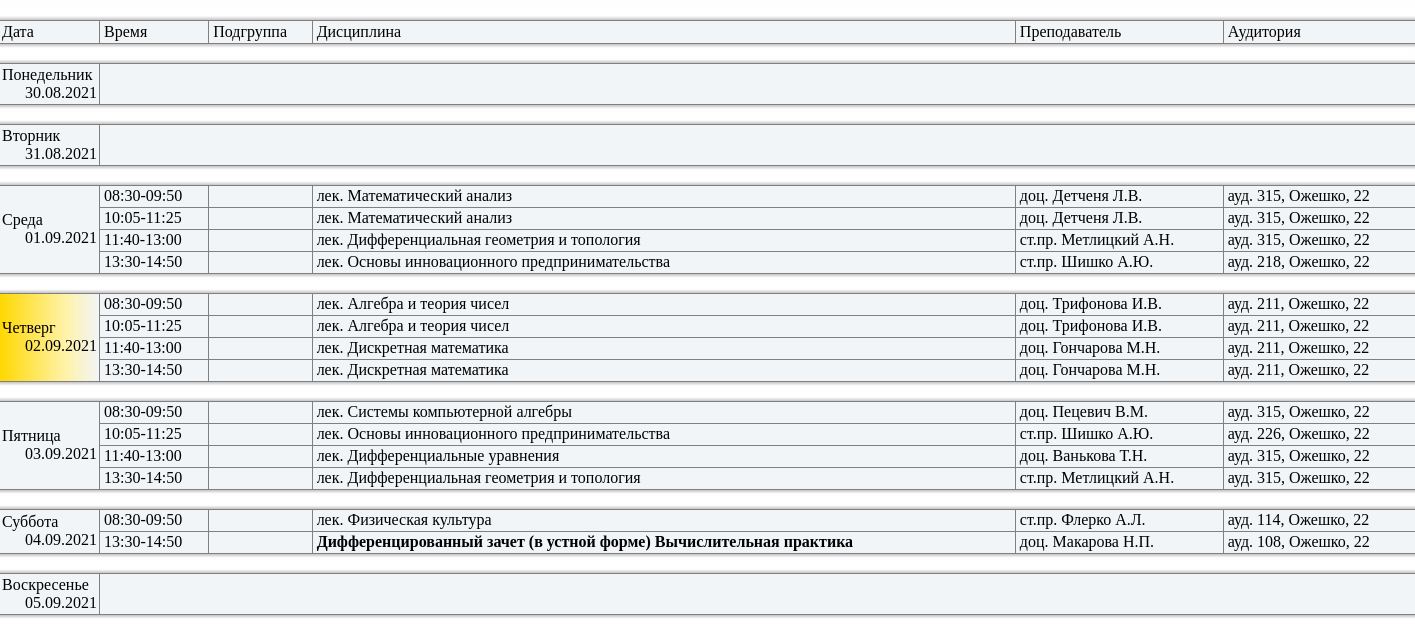 Дата Время Подгруппа Дисциплина Преподаватель Аудитория
Понедельник
30.08.2021
Вторник
31.08.2021
Среда
01.09.2021
08:30-09:50 лек. Математический анализ доц. Детченя Л.В. ауд. 315, Ожешко, 22
10:05-11:25 лек. Математический анализ доц. Детченя Л.В. ауд. 315, Ожешко, 22
11:40-13:00 лек. Дифференциальная геометрия и топология ст.пр. Метлицкий А.Н. ауд. 315, Ожешко, 22
13:30-14:50 лек. Основы инновационного предпринимательства ст.пр. Шишко А.Ю. ауд. 218, Ожешко, 22
Четверг
02.09.2021
08:30-09:50 лек. Алгебра и теория чисел доц. Трифонова И.В. ауд. 211, Ожешко, 22
10:05-11:25 лек. Алгебра и теория чисел доц. Трифонова И.В. ауд. 211, Ожешко, 22
11:40-13:00 лек. Дискретная математика доц. Гончарова М.Н. ауд. 211, Ожешко, 22
13:30-14:50 лек. Дискретная математика доц. Гончарова М.Н. ауд. 211, Ожешко, 22
Пятница
03.09.2021
08:30-09:50 лек. Системы компьютерной алгебры доц. Пецевич В.М. ауд. 315, Ожешко, 22
10:05-11:25 лек. Основы инновационного предпринимательства ст.пр. Шишко А.Ю. ауд. 226, Ожешко, 22
11:40-13:00 лек. Дифференциальные уравнения доц. Ванькова Т.Н. ауд. 315, Ожешко, 22
13:30-14:50 лек. Дифференциальная геометрия и топология ст.пр. Метлицкий А.Н. ауд. 315, Ожешко, 22
Суббота
04.09.2021
08:30-09:50 лек. Физическая культура ст.пр. Флерко А.Л. ауд. 114, Ожешко, 22
13:30-14:50 Дифференцированный зачет (в устной форме) Вычислительная практика доц. Макарова Н.П. ауд. 108, Ожешко, 22
Воскресенье
05.09.2021